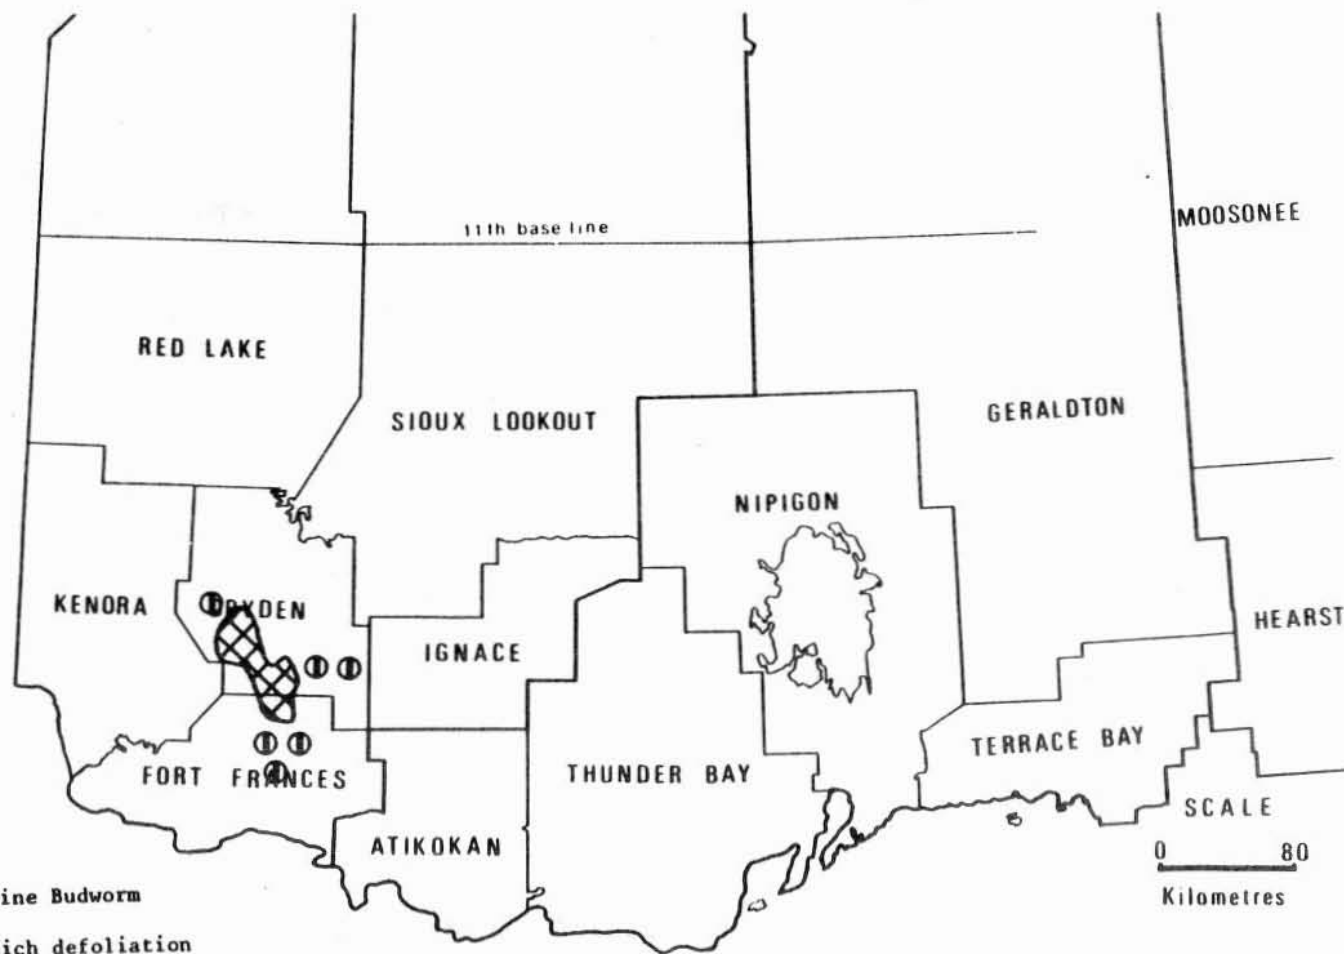 11th base line
MOOSONEE
RED LAKE
SIOUX LOOKOUT
GERALDTON
NIPIGON
KENORA
DRYDEN
HEARST
IGNACE
TERRACE BAY
FORT FRANCES
THUNDER BAY
SCALE
ATIKOKAN
0 80
Kilometres
ine Budworm
ich defoliation